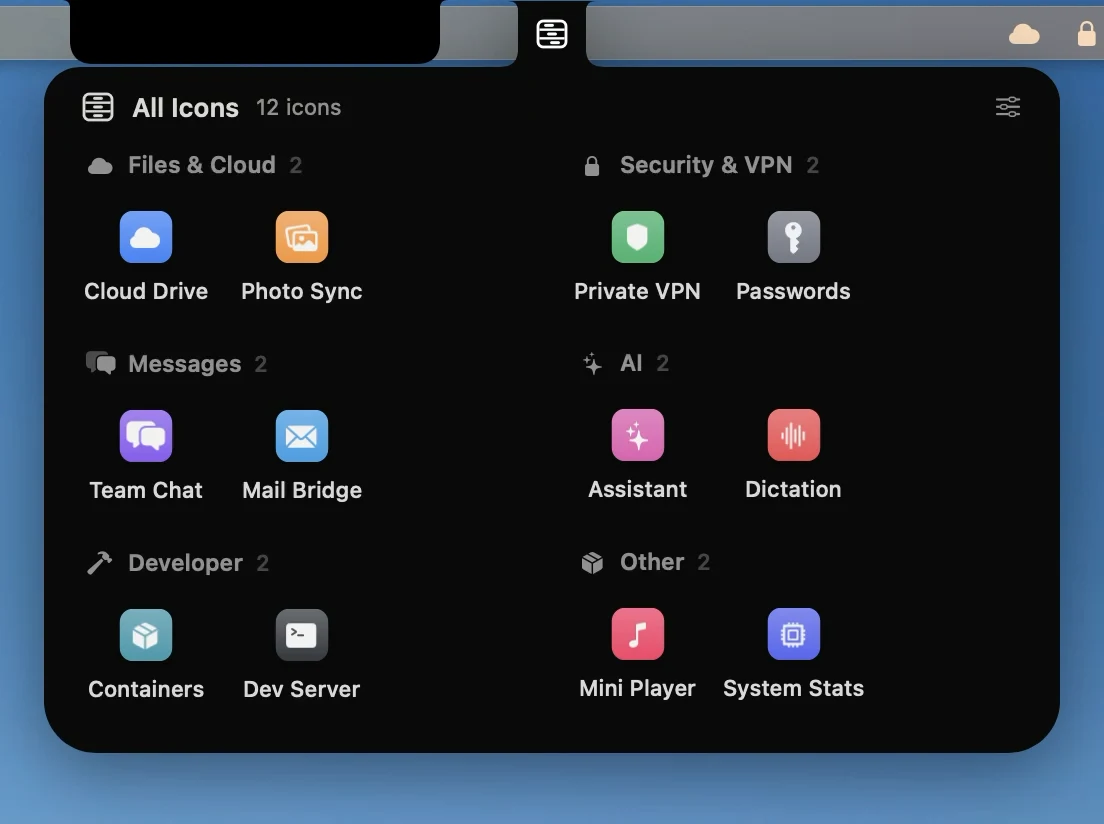 All Icons 12 icons
Files & Cloud 2
Cloud Drive
Photo Sync
Security & VPN 2
Private VPN
Passwords
Messages 2
Team Chat
Mail Bridge
AI 2
Assistant
Dictation
Developer 2
Containers
Dev Server
Other 2
Mini Player
System Stats